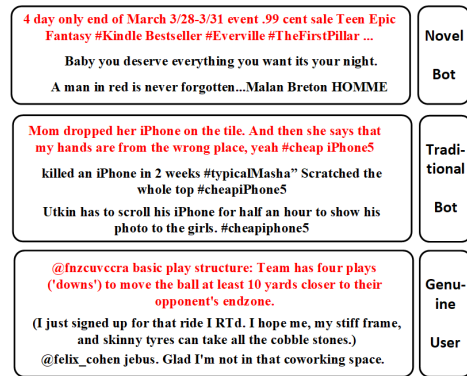 4 day only end of March 3/28-3/31 event .99 cent sale Teen Epic
Fantasy #Kindle Bestseller #Everville #TheFirstPillar ...
Baby you deserve everything you want its your night.
A man in red is never forgotten...Malan Breton HOMME
Novel
Bot
Mom dropped her iPhone on the tile. And then she says that
my hands are from the wrong place, yeah #cheap iPhone5
killed an iPhone in 2 weeks #typicalMasha” Scratched the
whole top #cheapiPhone5
Utkin has to scroll his iPhone for half an hour to show his
photo to the girls. #cheapiphone5
Tradi-
tional
Bot
@fnzcuvccra basic play structure: Team has four plays
('downs') to move the ball at least 10 yards closer to their
opponent's endzone.
(I just signed up for that ride I RTd. I hope me, my stiff frame,
and skinny tyres can take all the cobble stones.)
@felix_cohen jebus. Glad I'm not in that coworking space.
Genu-
ine
User